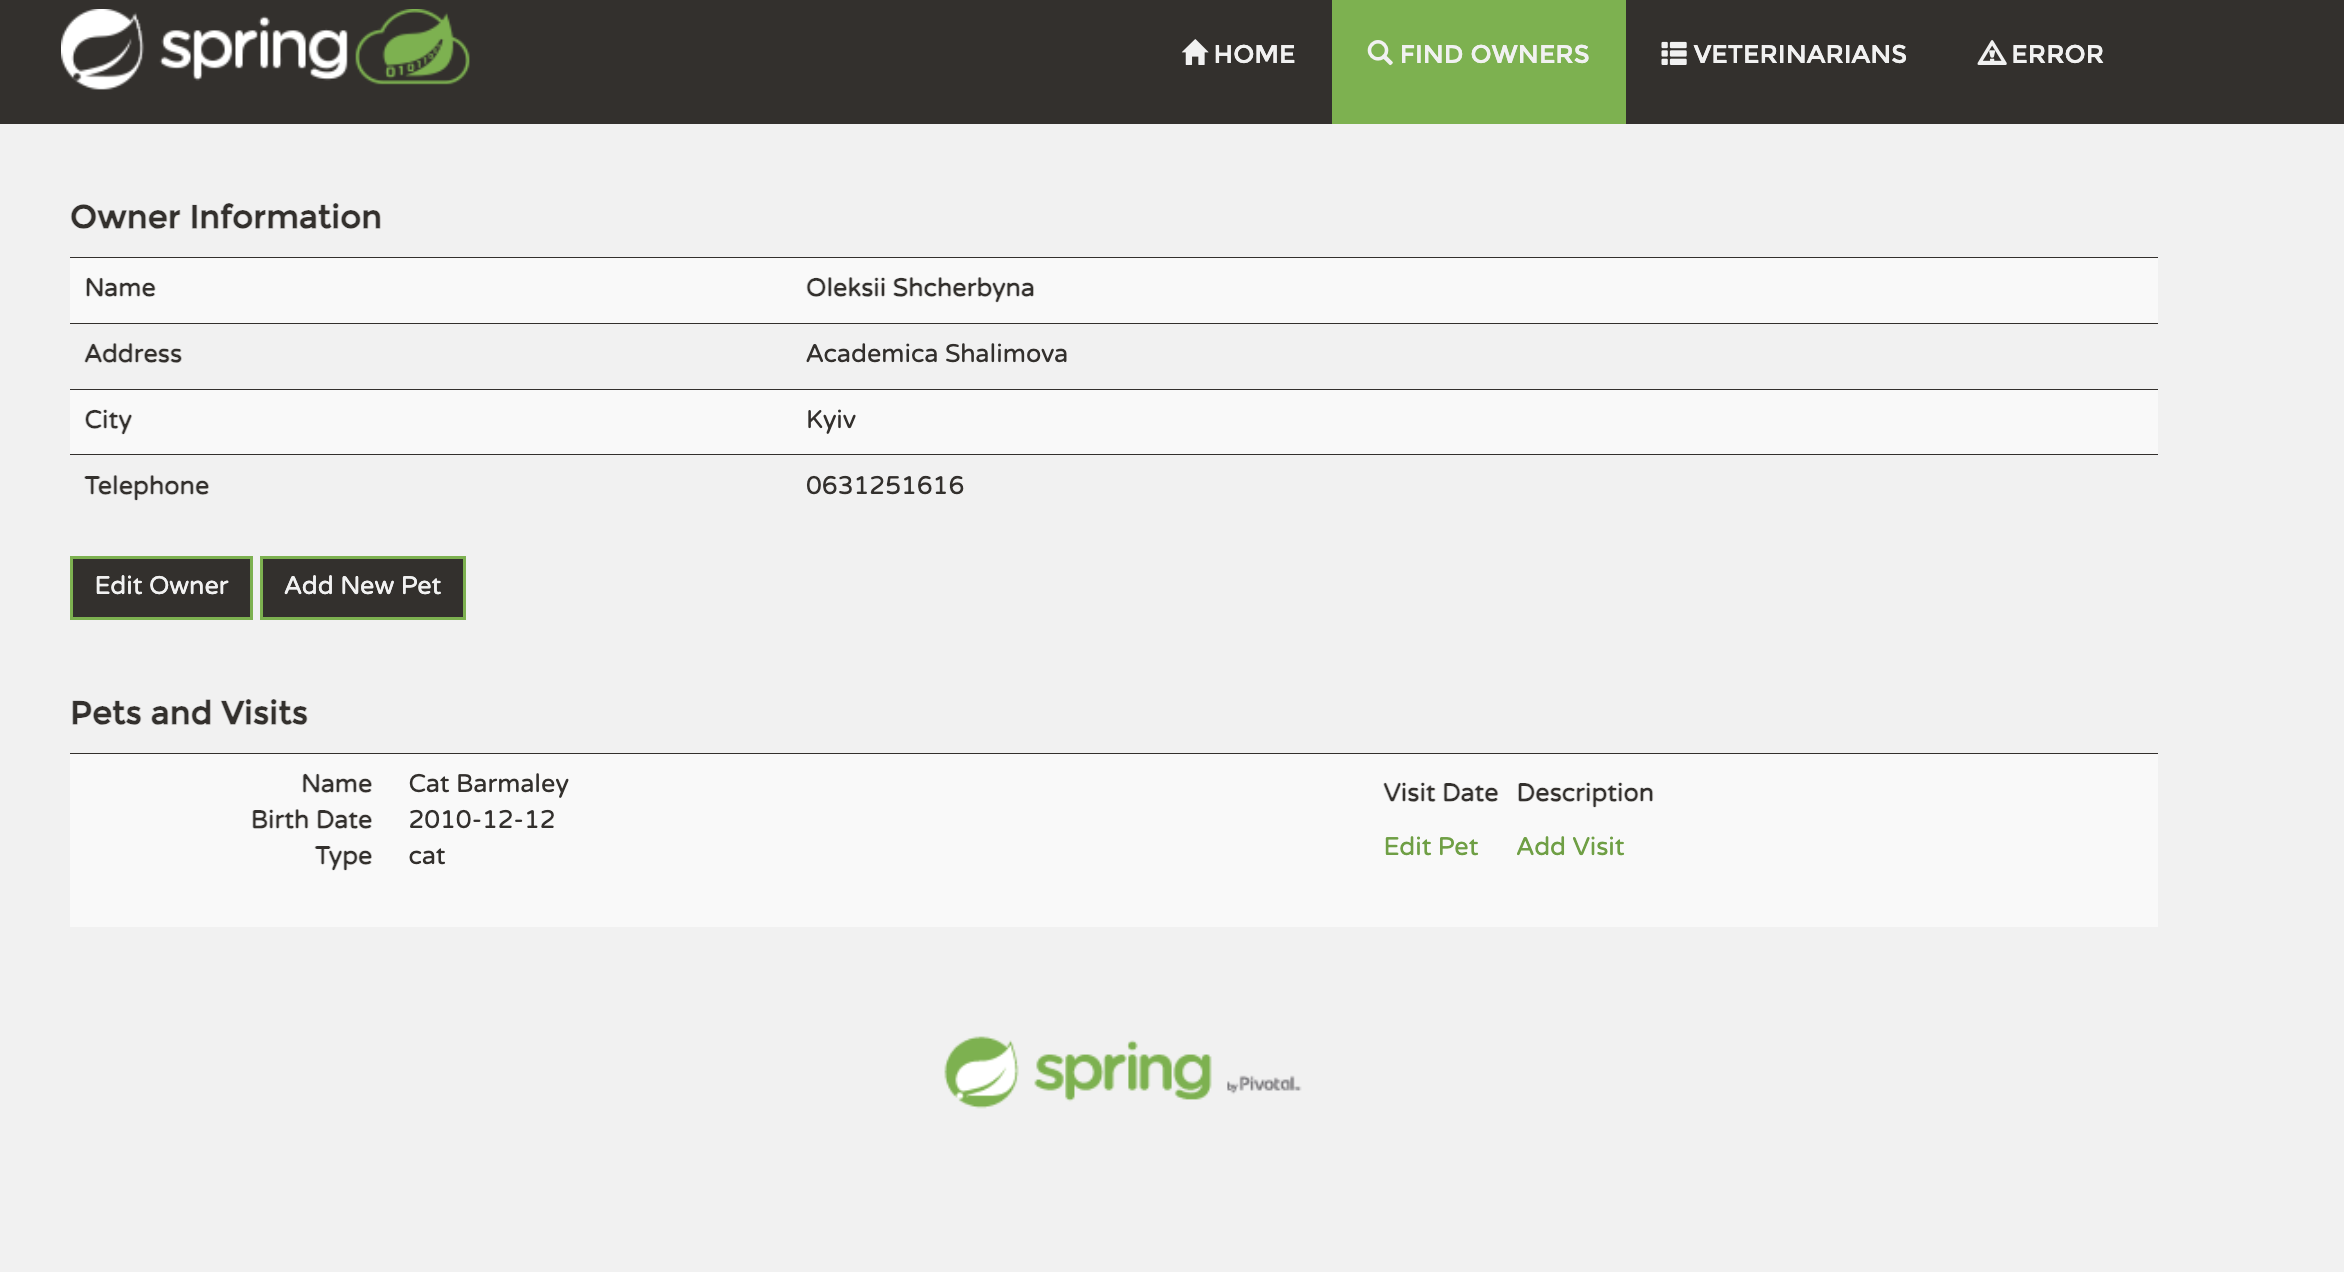 spring
HOME FIND OWNERS VETERINARIANS ERROR
Owner Information
Name Oleksii Shcherbyna
Address Academica Shalimova
City Kyiv
Telephone 0631251616
Edit Owner Add New Pet
Pets and Visits
Name Cat Barmaley
Birth Date 2010-12-12
Type cat
Visit Date Description
Edit Pet Add Visit
spring by Pivotal™